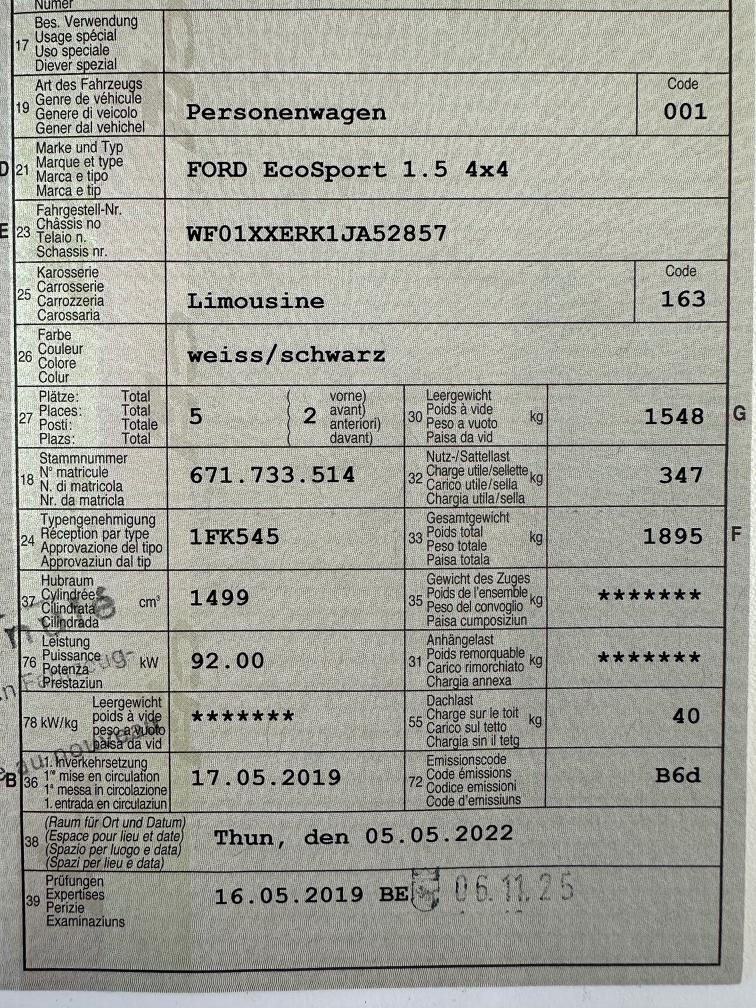 Numer
17 Bes. Verwendung
Usage spécial
Uso speciale
Diever spezial
19 Art des Fahrzeugs
Genre de véhicule
Genere di veicolo
Gener dal vehichel
Personenwagen
Code
001
D 21 Marke und Typ
Marque et type
Marca e tipo
Marca e tip
FORD EcoSport 1.5 4x4
E 23 Fahrgestell-Nr.
Châssis no
Telaio n.
Schassis nr.
WF01XXERK1JA52857
25 Karosserie
Carrosserie
Carrozzeria
Carossaria
Limousine
Code
163
26 Farbe
Couleur
Colore
Colur
weiss/schwarz
27 Plätze: Total
Places: Total
Posti: Totale
Plazs: Total
5
( 2 vorne)
( avant)
( anteriori)
( davant)
30 Leergewicht
Poids à vide
Peso a vuoto
Paisa da vid
kg
1548 G
18 Stammnummer
N° matricule
N. di matricola
Nr. da matricla
671.733.514
32 Nutz-/Sattellast
Charge utile/sellette
Carico utile/sella
Chargia utila/sella
kg
347
24 Typengenehmigung
Réception par type
Approvazione del tipo
Approvaziun dal tip
1FK545
33 Gesamtgewicht
Poids total
Peso totale
Paisa totala
kg
1895 F
37 Hubraum
Cylindrée
Cilindrata
Cilindrada
cm³
1499
35 Gewicht des Zuges
Poids de l'ensemble
Peso del convoglio
Paisa cumposiziun
kg
*******
76 Leistung
Puissance
Potenza
Prestaziun
kW
92.00
31 Anhängelast
Poids remorquable
Carico rimorchiato
Chargia annexa
kg
*******
78 kW/kg Leergewicht
poids à vide
peso a vuoto
paisa da vid
*******
55 Dachlast
Charge sur le toit
Carico sul tetto
Chargia sin il tetg
kg
40
B 36 1. Inverkehrsetzung
1re mise en circulation
1a messa in circolazione
1. entrada en circulaziun
17.05.2019
72 Emissionscode
Code émissions
Codice emissioni
Code d'emissiuns
B6d
38 (Raum für Ort und Datum)
(Espace pour lieu et date)
(Spazio per luogo e data)
(Spazi per lieu e data)
Thun, den 05.05.2022
39 Prüfungen
Expertises
Perizie
Examinaziuns
16.05.2019 BE
06.11.25
au nouveau